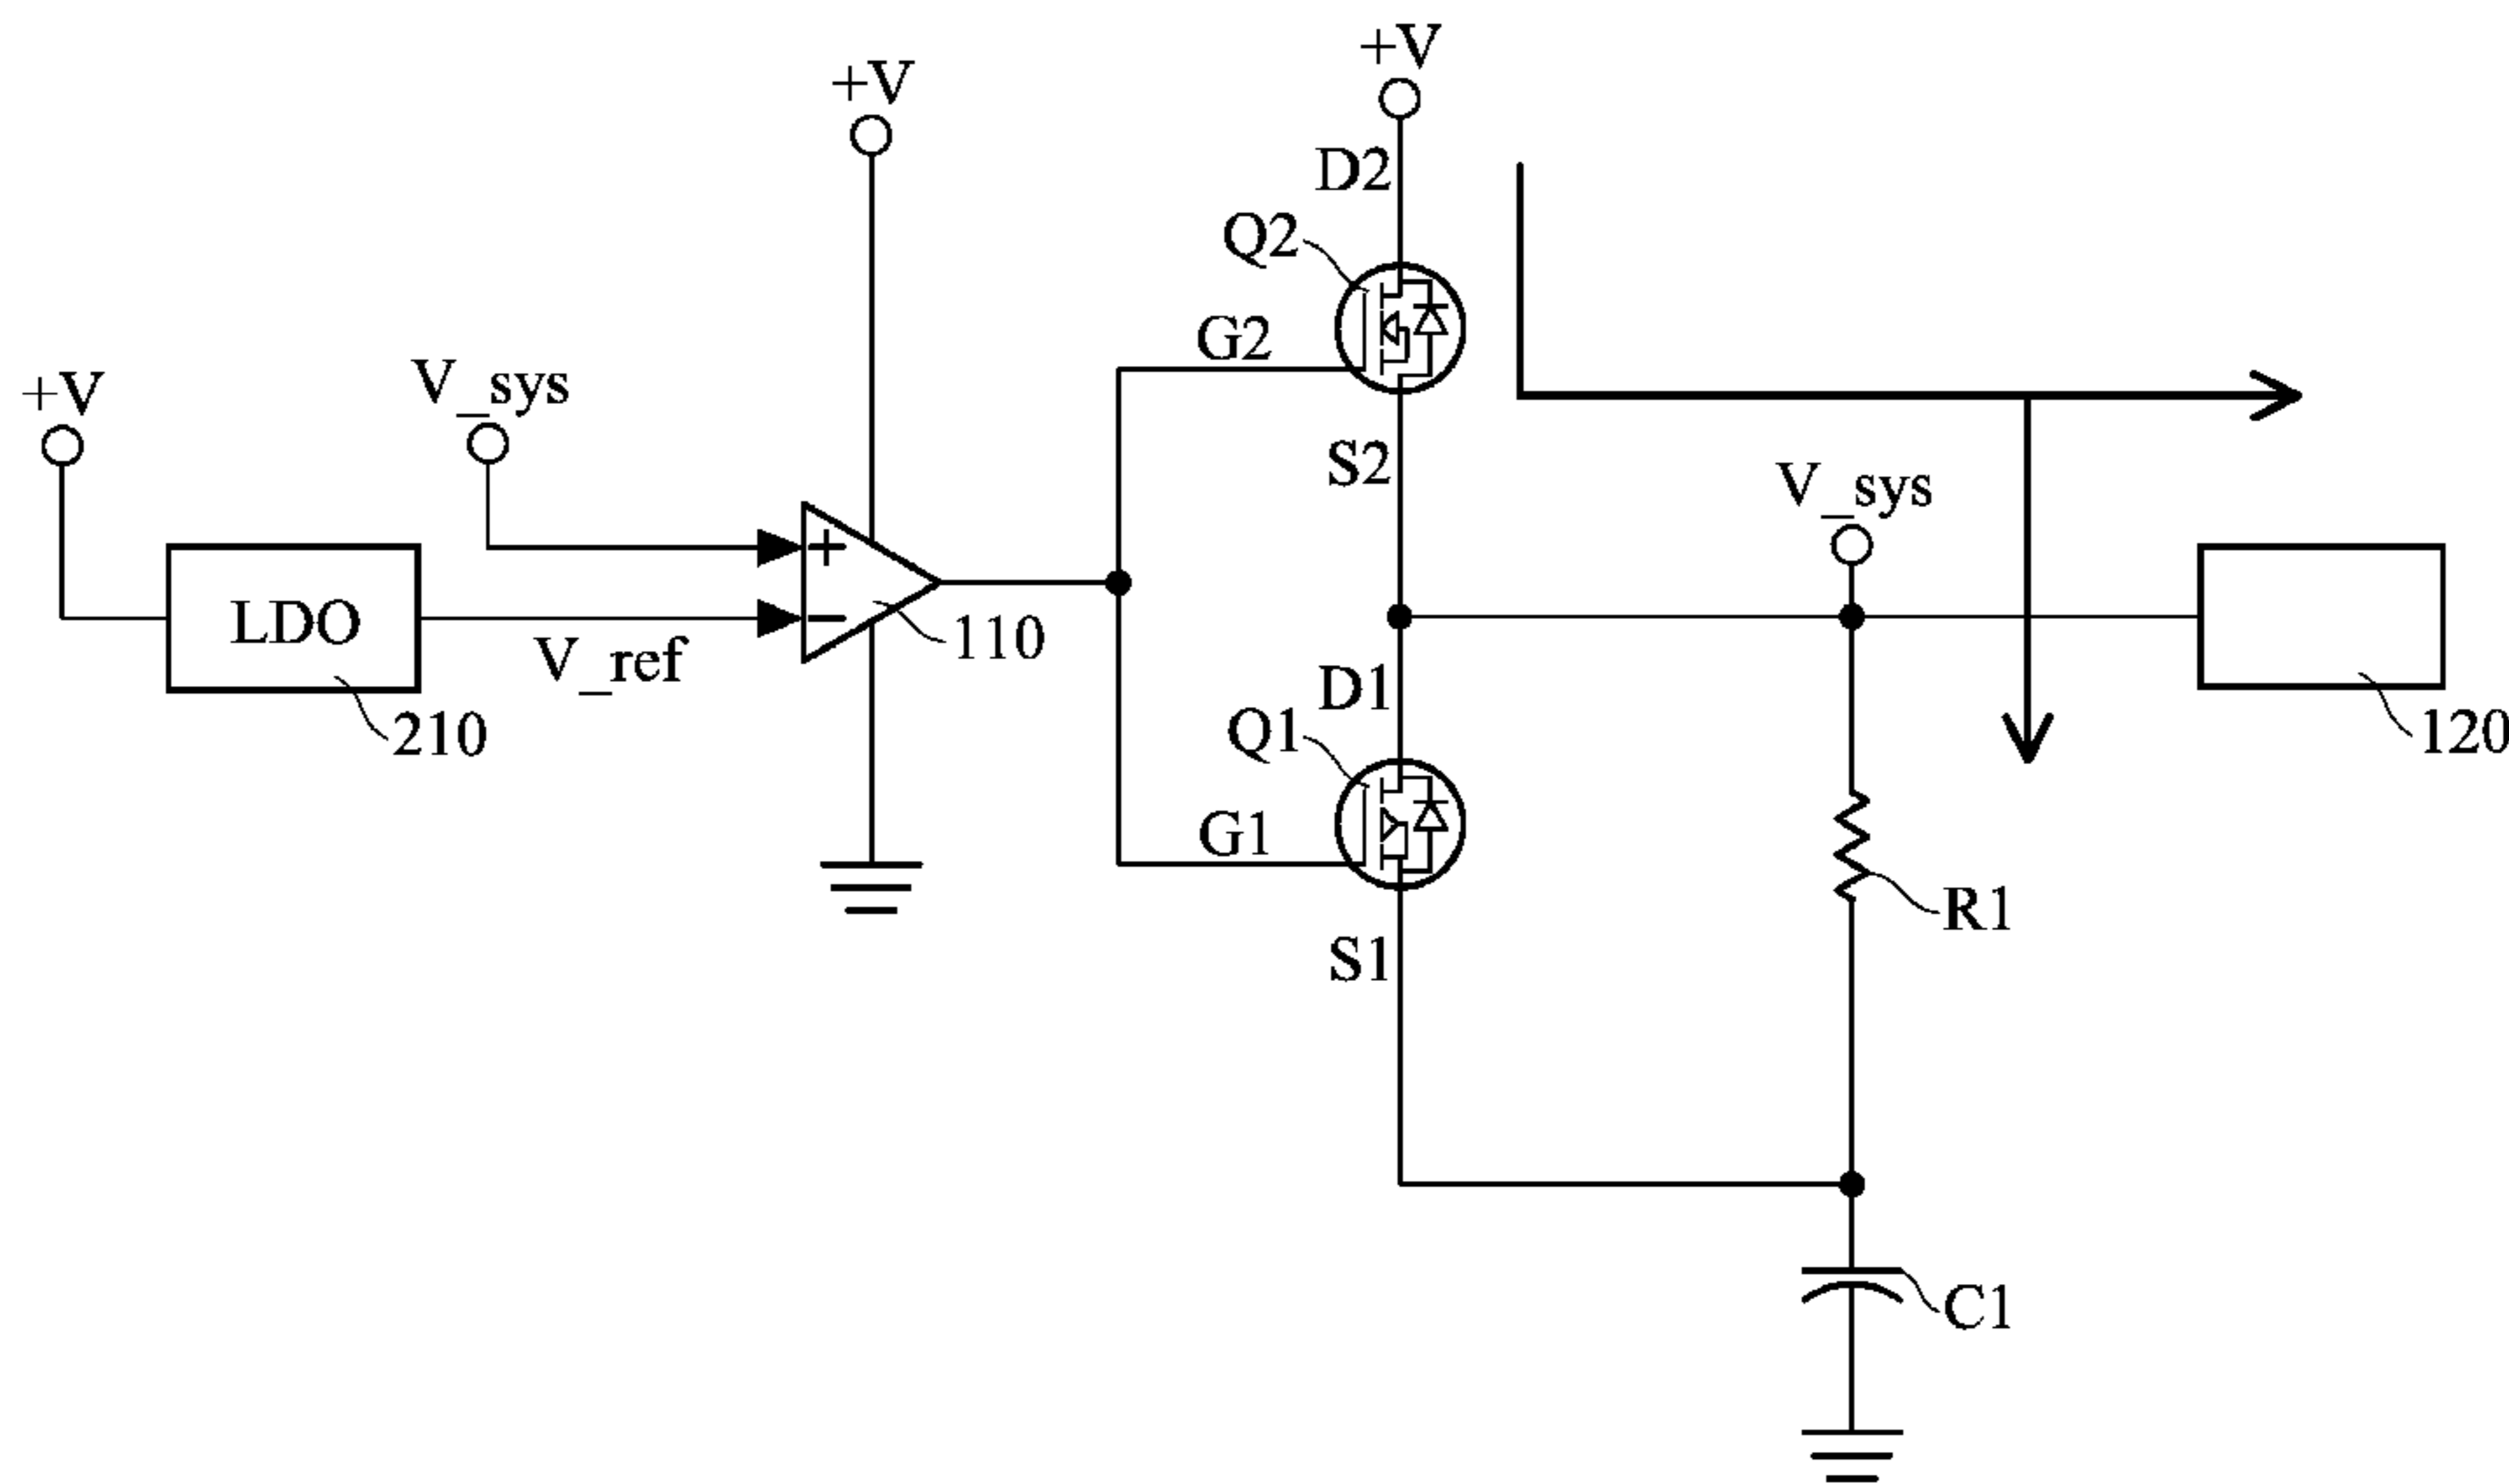 +V
+V
D2
Q2
G2
V_sys
+V
S2
V_sys
+
LDO
−
V_ref
110
D1
210
Q1
120
G1
R1
S1
C1